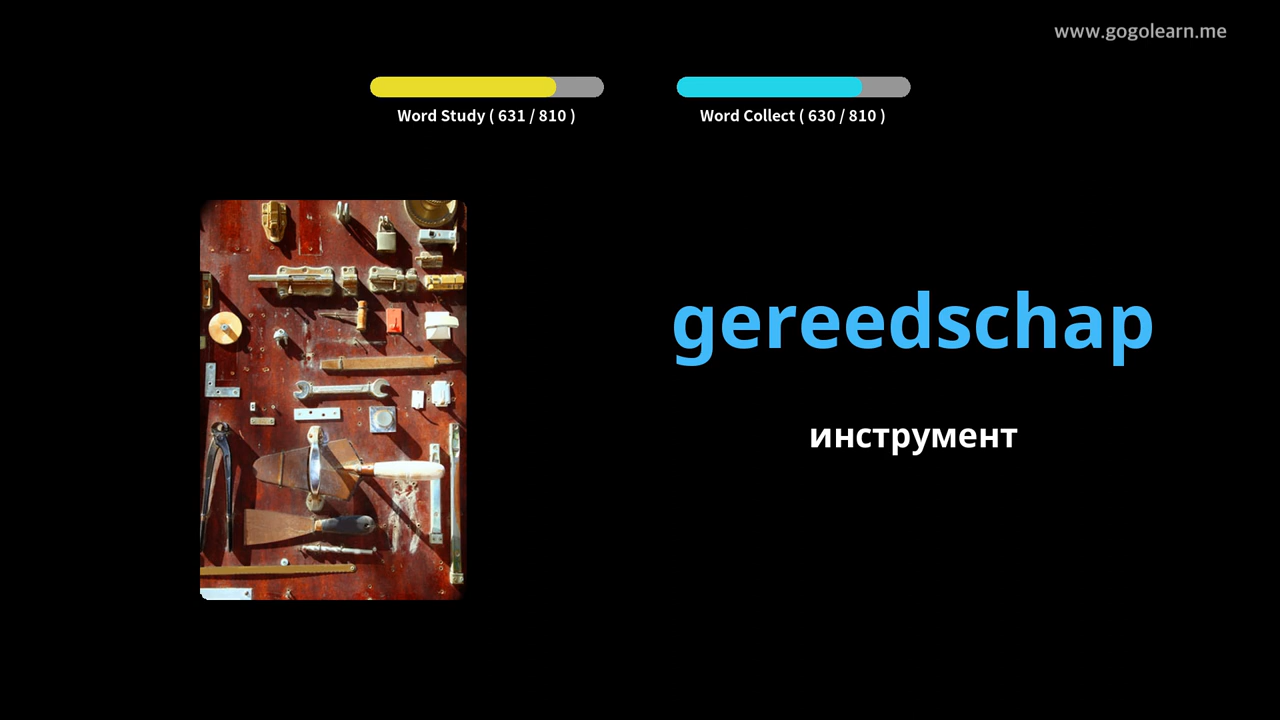 www.gogolearn.me
Word Study ( 631 / 810 )
Word Collect ( 630 / 810 )
gereedschap
инструмент